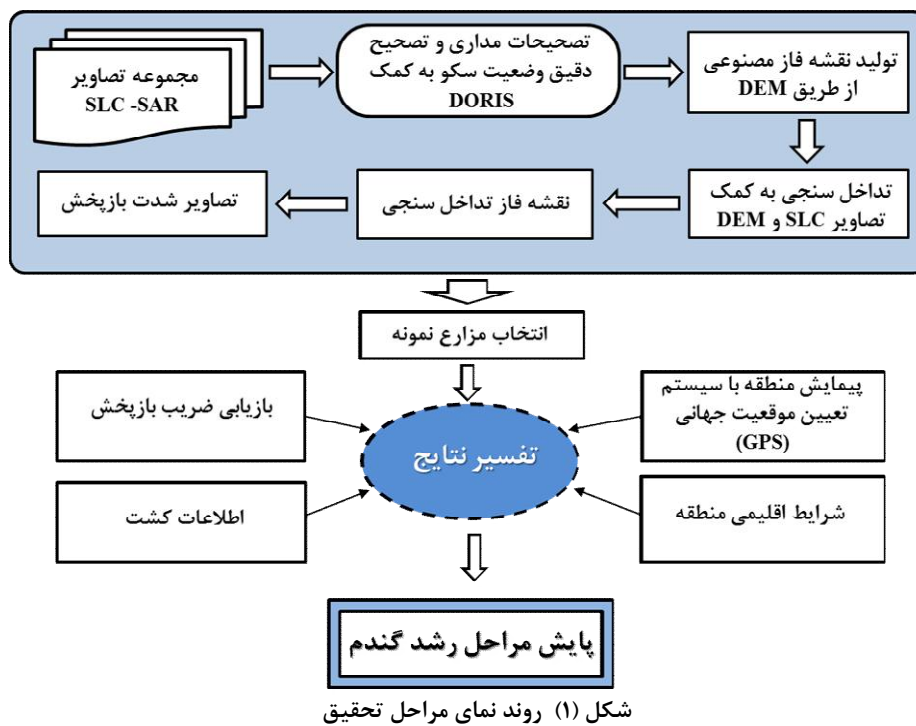 مجموعه تصاویر
SLC -SAR
تصحیحات مداری و تصحیح
دقیق وضعیت سکو به کمک
DORIS
تولید نقشه فاز مصنوعی
از طریق DEM
تداخل سنجی به کمک
تصاویر SLC و DEM
نقشه فاز تداخل سنجی
تصاویر شدت بازپخش
انتخاب مزارع نمونه
پیمایش منطقه با سیستم
تعیین موقعیت جهانی
(GPS)
بازیابی ضریب بازپخش
تفسیر نتایج
شرایط اقلیمی منطقه
اطلاعات کشت
پایش مراحل رشد گندم
شکل (۱) روند نمای مراحل تحقیق